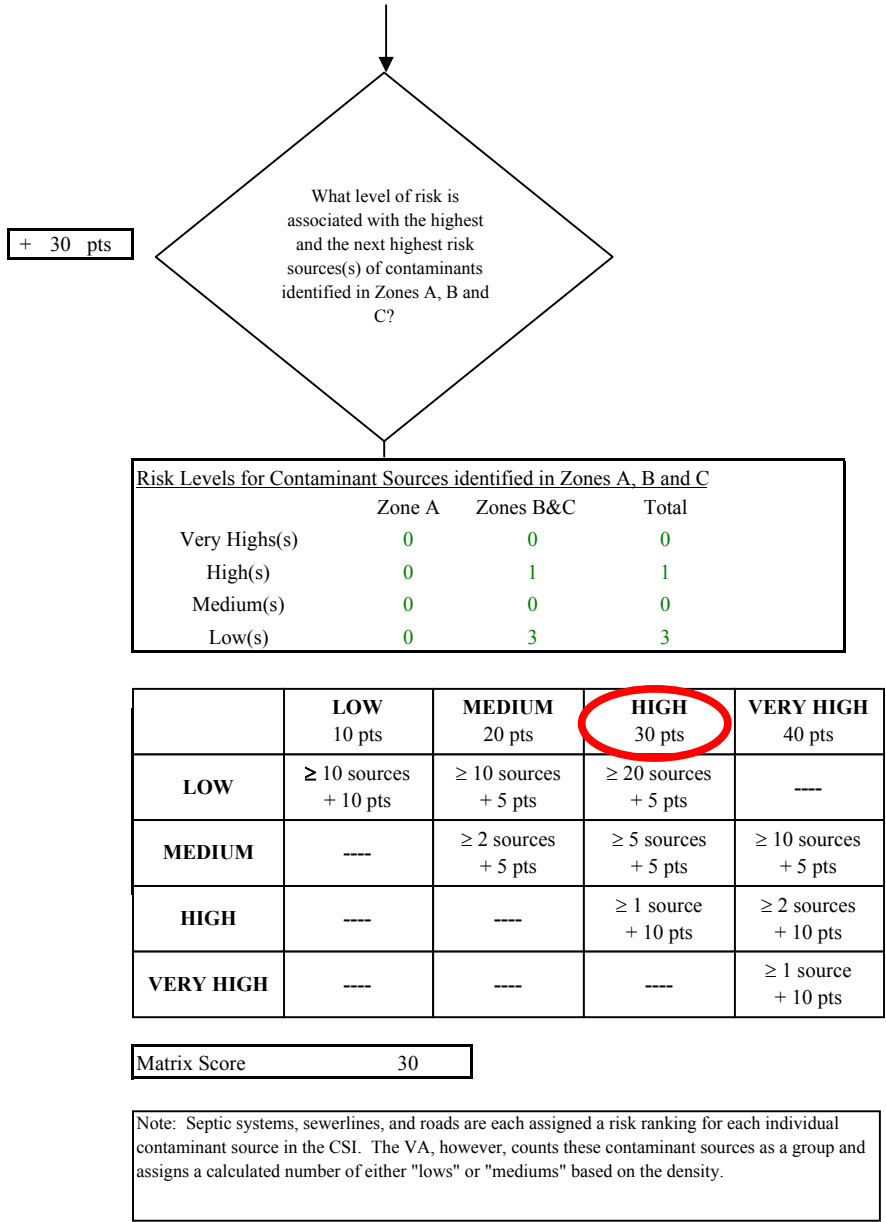 What level of risk is
associated with the highest
and the next highest risk
sources(s) of contaminants
identified in Zones A, B and
C?
+ 30 pts
Risk Levels for Contaminant Sources identified in Zones A, B and C
Zone A Zones B&C Total
Very Highs(s) 0 0 0
High(s) 0 1 1
Medium(s) 0 0 0
Low(s) 0 3 3
LOW MEDIUM HIGH VERY HIGH
10 pts 20 pts 30 pts 40 pts
LOW ≥ 10 sources ≥ 10 sources ≥ 20 sources ----
+ 10 pts + 5 pts + 5 pts
MEDIUM ---- ≥ 2 sources ≥ 5 sources ≥ 10 sources
+ 5 pts + 5 pts + 5 pts
HIGH ---- ---- ≥ 1 source ≥ 2 sources
+ 10 pts + 10 pts
VERY HIGH ---- ---- ---- ≥ 1 source
+ 10 pts
Matrix Score 30
Note: Septic systems, sewerlines, and roads are each assigned a risk ranking for each individual
contaminant source in the CSI. The VA, however, counts these contaminant sources as a group and
assigns a calculated number of either "lows" or "mediums" based on the density.